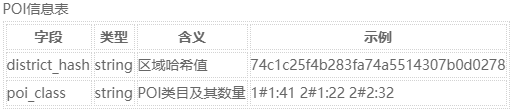 POI信息表
字段 类型 含义 示例
district_hash string 区域哈希值 74c1c25f4b283fa74a5514307b0d0278
poi_class string POI类目及其数量 1#1:41 2#1:22 2#2:32